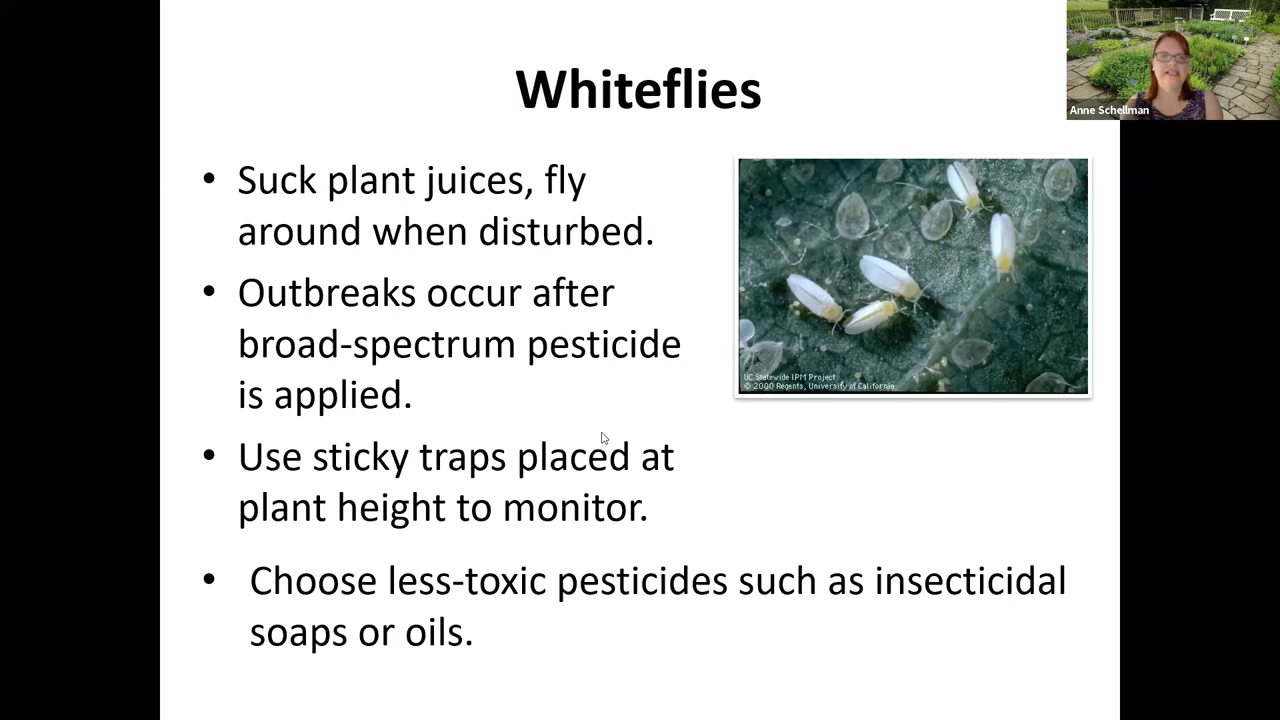 Whiteflies
Anne Schellman
• Suck plant juices, fly
around when disturbed.
• Outbreaks occur after
broad-spectrum pesticide
is applied.
• Use sticky traps placed at
plant height to monitor.
• Choose less-toxic pesticides such as insecticidal
soaps or oils.
UC Statewide IPM Project
© 2000 Regents, University of California